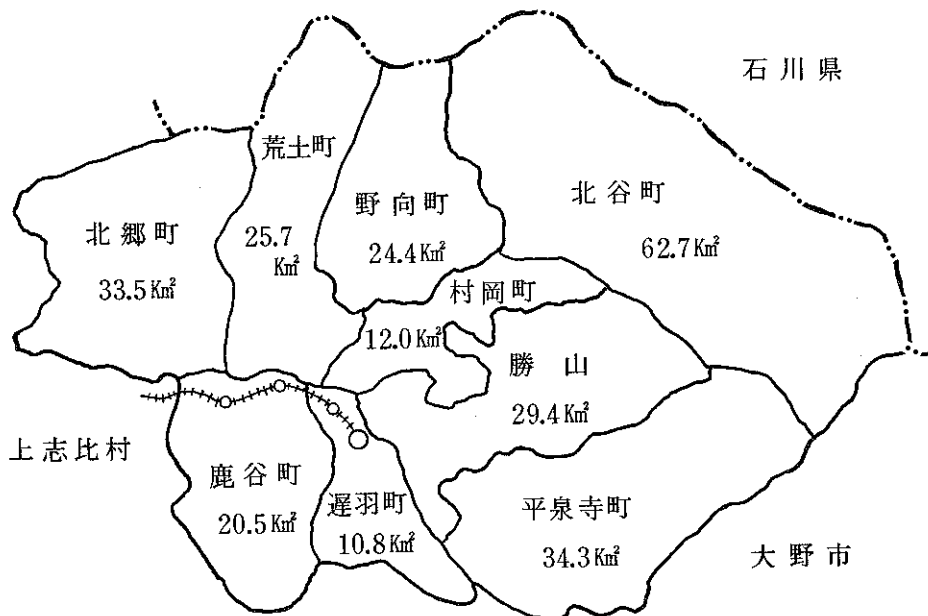 石川県
荒土町
25.7
Km²
野向町
24.4Km²
北谷町
62.7Km²
北郷町
33.5Km²
村岡町
12.0Km²
勝山
29.4Km²
上志比村
鹿谷町
20.5Km²
遅羽町
10.8Km²
平泉寺町
34.3Km²
大野市